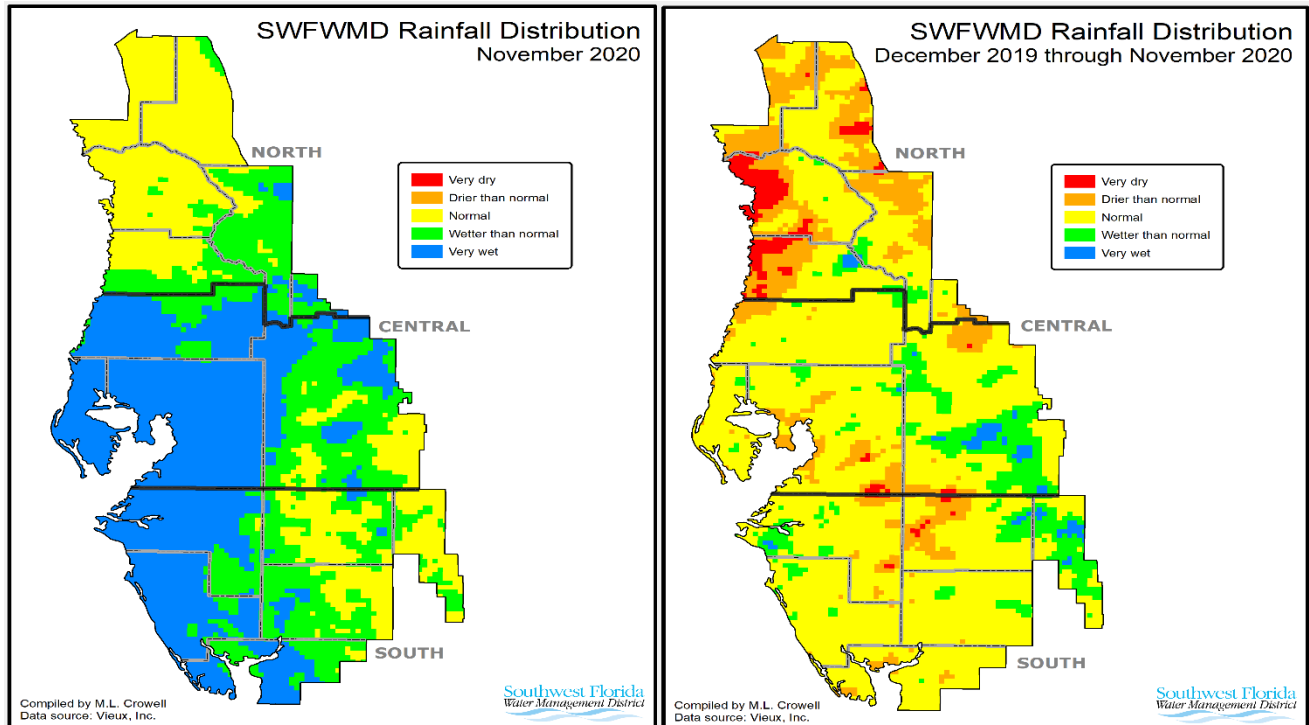 SWFWMD Rainfall Distribution
November 2020
NORTH
Very dry
Drier than normal
Normal
Wetter than normal
Very wet
CENTRAL
SOUTH
Compiled by M.L. Crowell
Data source: Vieux, Inc.
Southwest Florida
Water Management District
SWFWMD Rainfall Distribution
December 2019 through November 2020
NORTH
Very dry
Drier than normal
Normal
Wetter than normal
Very wet
CENTRAL
SOUTH
Compiled by M.L. Crowell
Data source: Vieux, Inc.
Southwest Florida
Water Management District